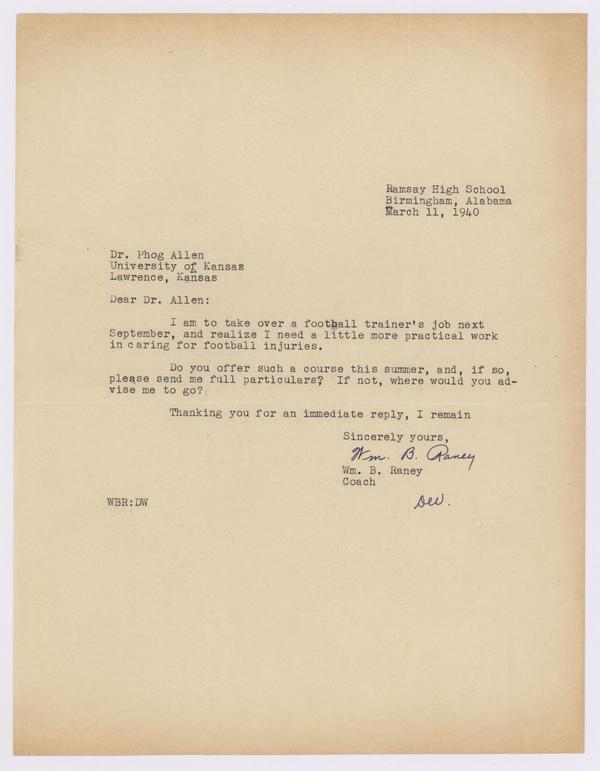 Ramsay High School
Birmingham, Alabama
March 11, 1940
Dr. Phog Allen
University of Kansas
Lawrence, Kansas
Dear Dr. Allen:
I am to take over a football trainer's job next
September, and realize I need a little more practical work
in caring for football injuries.
Do you offer such a course this summer, and, if so,
please send me full particulars? If not, where would you ad-
vise me to go?
Thanking you for an immediate reply, I remain
Sincerely yours,
Wm. B. Raney
Wm. B. Raney
Coach
WBR:DW